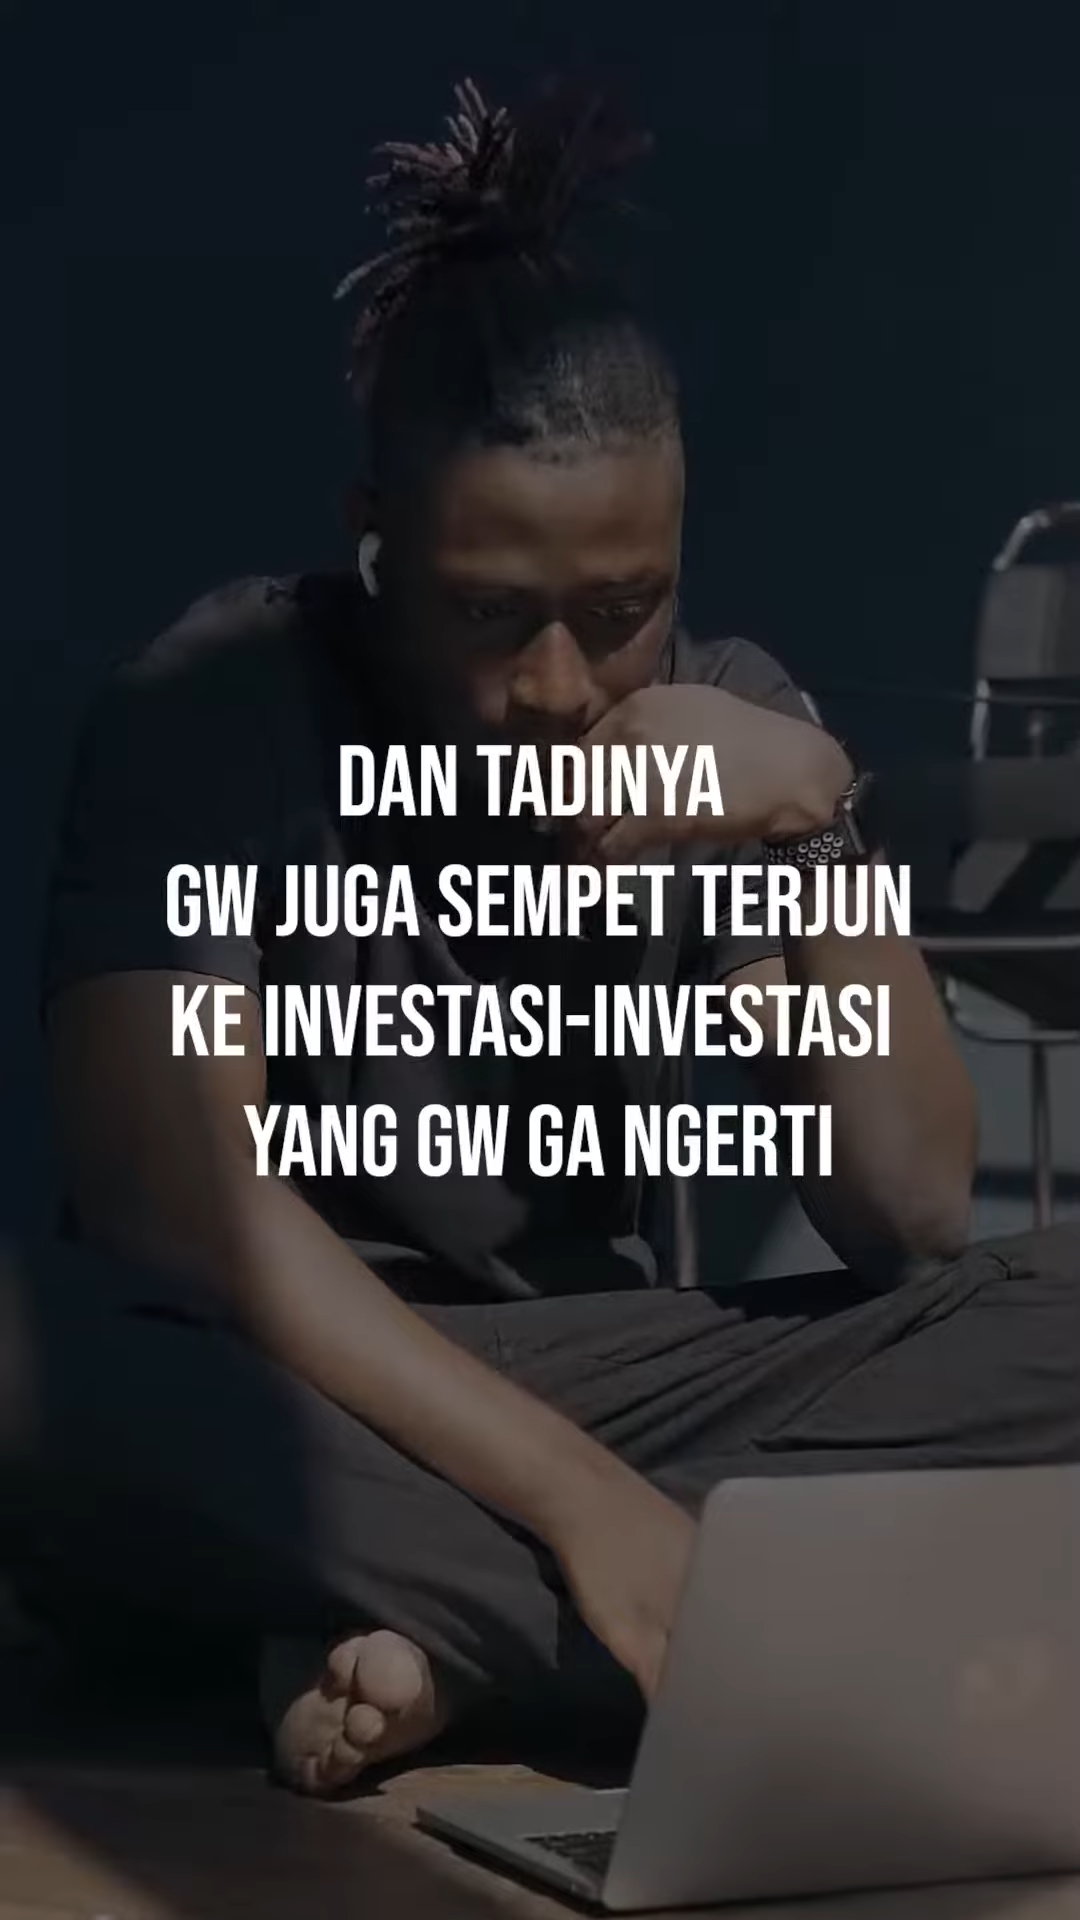 DAN TADINYA
GW JUGA SEMPET TERJUN
KE INVESTASI-INVESTASI
YANG GW GA NGERTI